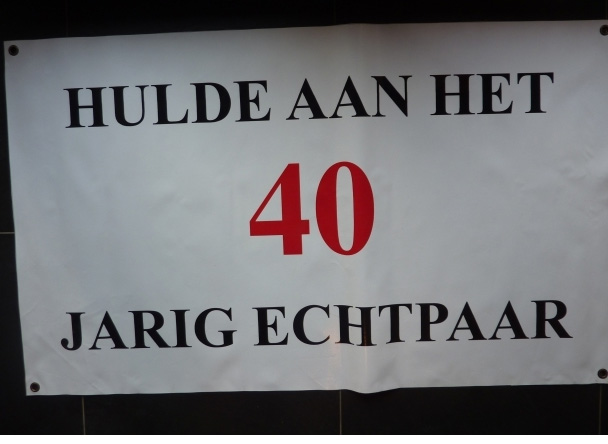 HULDE AAN HET
40
JARIG ECHTPAAR